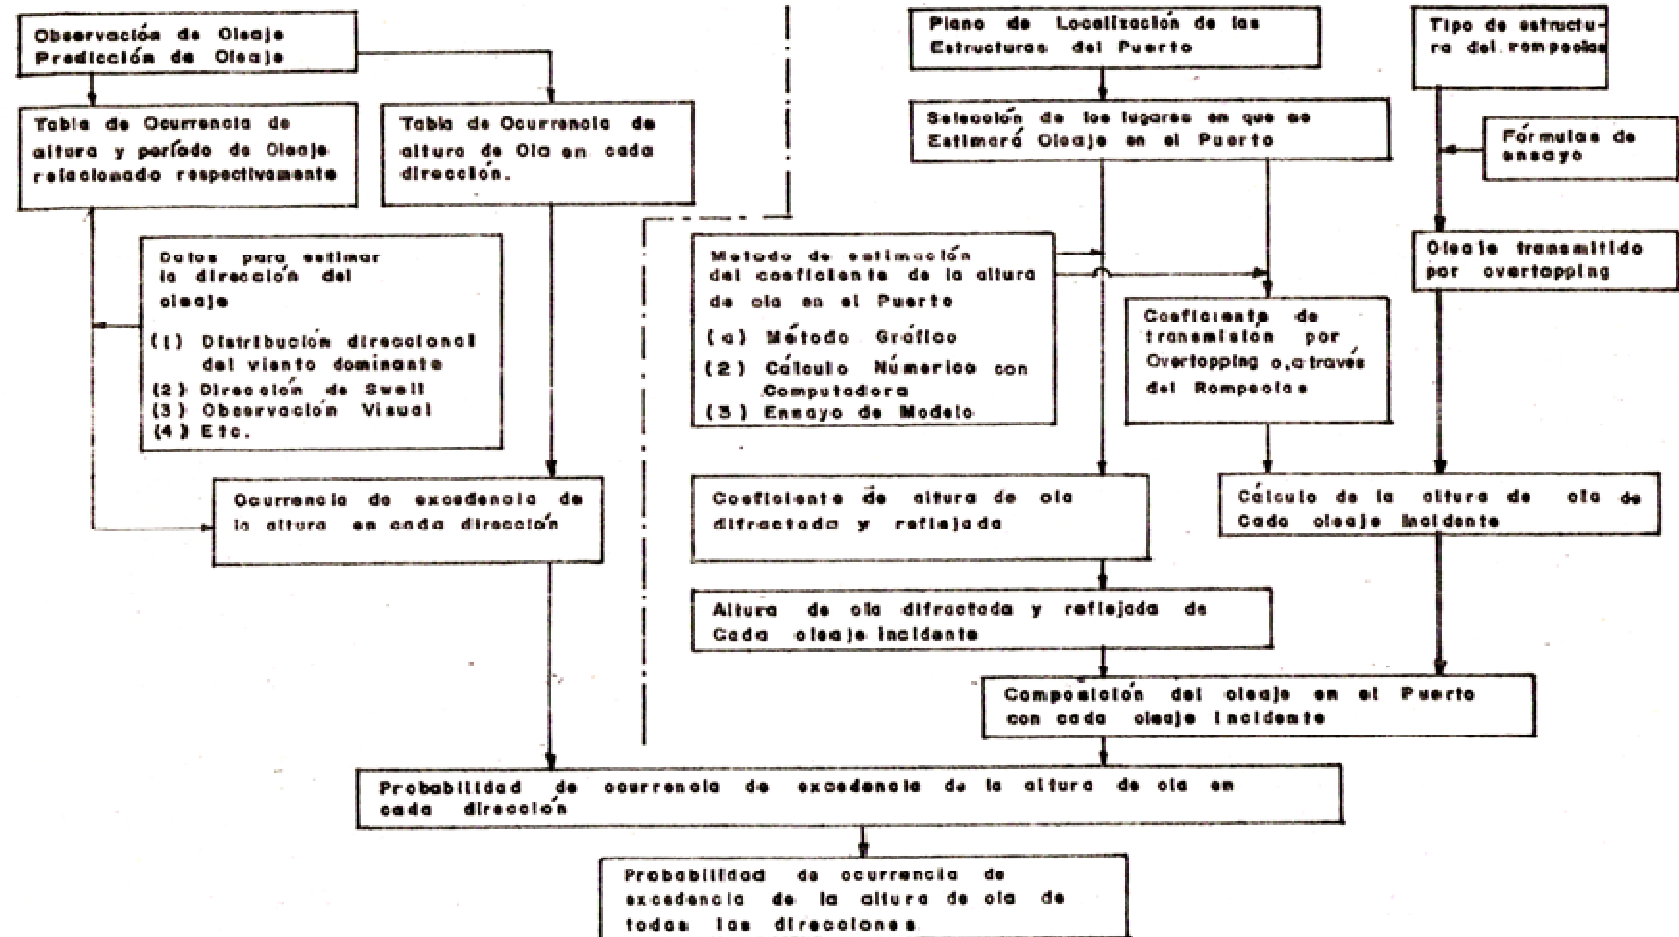 Observación de Oleaje
Predicción de Oleaje
Tabla de Ocurrencia de
altura y período de Oleaje
relacionado respectivamente
Tabla de Ocurrencia de
altura de Ola en cada
dirección.
Datos para estimar
la dirección del
oleaje
(1) Distribución direccional
del viento dominante
(2) Dirección de Swell
(3) Observación Visual
(4) Etc.
Ocurrencia de excedencia de
la altura en cada dirección
Plano de Localización de las
Estructuras del Puerto
Selección de los lugares en que se
Estimará Oleaje en el Puerto
Tipo de estructu-
ra del rompeolas
Fórmulas de
ensayo
Oleaje transmitido
por overtopping
Metodo de estimación
del coeficiente de la altura
de ola en el Puerto
(a) Método Gráfico
(2) Cálculo Númerico con
Computadora
(3) Ensayo de Modelo
Coeficiente de
transmisión por
Overtopping o, através
del Rompeolas
Coeficiente de altura de ola
difractada y reflejada
Cálculo de la altura de ola de
Cada oleaje incidente
Altura de ola difractada y reflejada de
Cada oleaje incidente
Composición del oleaje en el Puerto
con cada oleaje incidente
Probabilidad de ocurrencia de excedencia de la altura de ola en
cada dirección
Probabilidad de ocurrencia de
excedencia de la altura de ola de
todas las direcciones